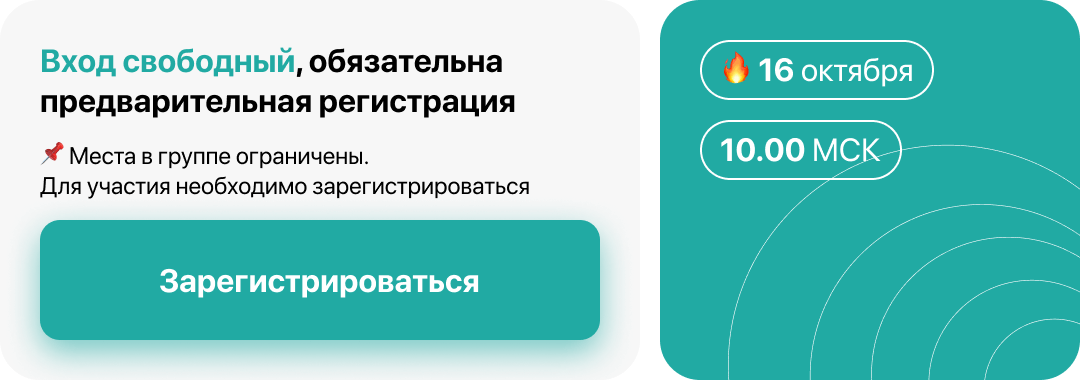 Вход свободный, обязательна
предварительная регистрация
📌 Места в группе ограничены.
Для участия необходимо зарегистрироваться
Зарегистрироваться
🔥 16 октября
10.00 МСК